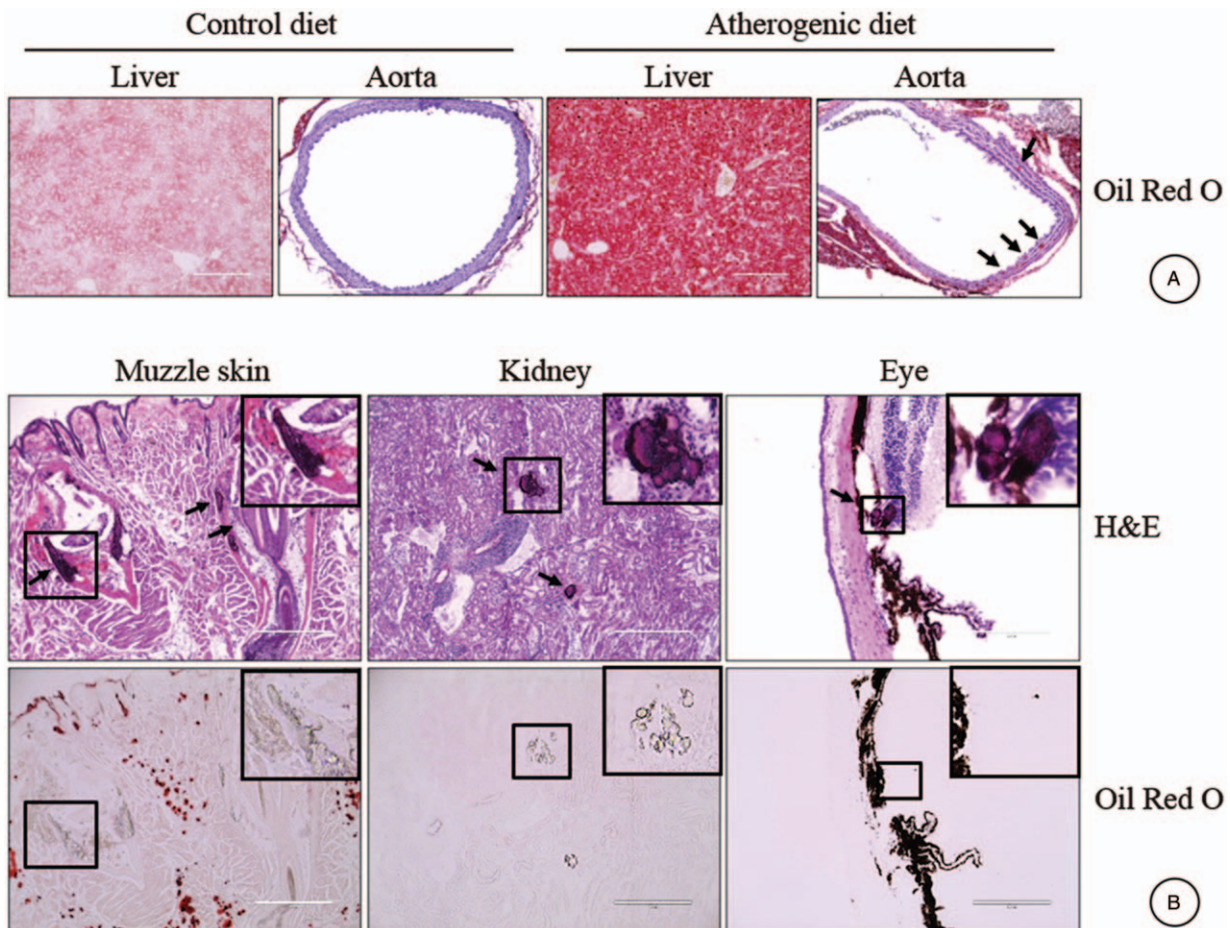 Control diet
Atherogenic diet
Liver
Aorta
Liver
Aorta
Oil Red O
A
Muzzle skin
Kidney
Eye
H&E
Oil Red O
B